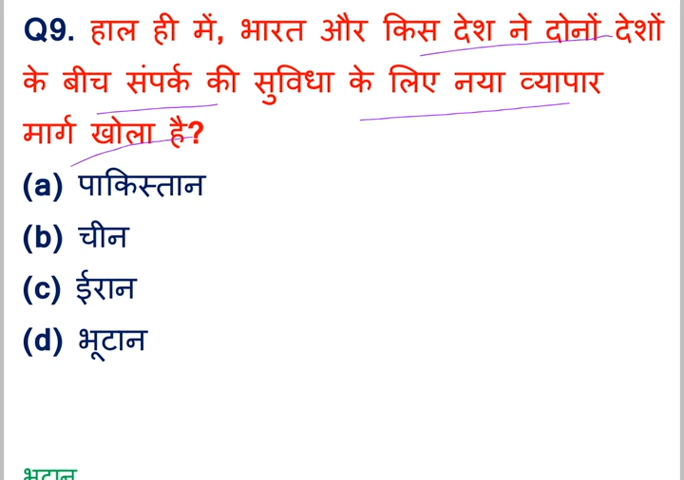 Q9. हाल ही में, भारत और किस देश ने दोनों देशों
के बीच संपर्क की सुविधा के लिए नया व्यापार
मार्ग खोला है?
(a) पाकिस्तान
(b) चीन
(c) ईरान
(d) भूटान
भूटान